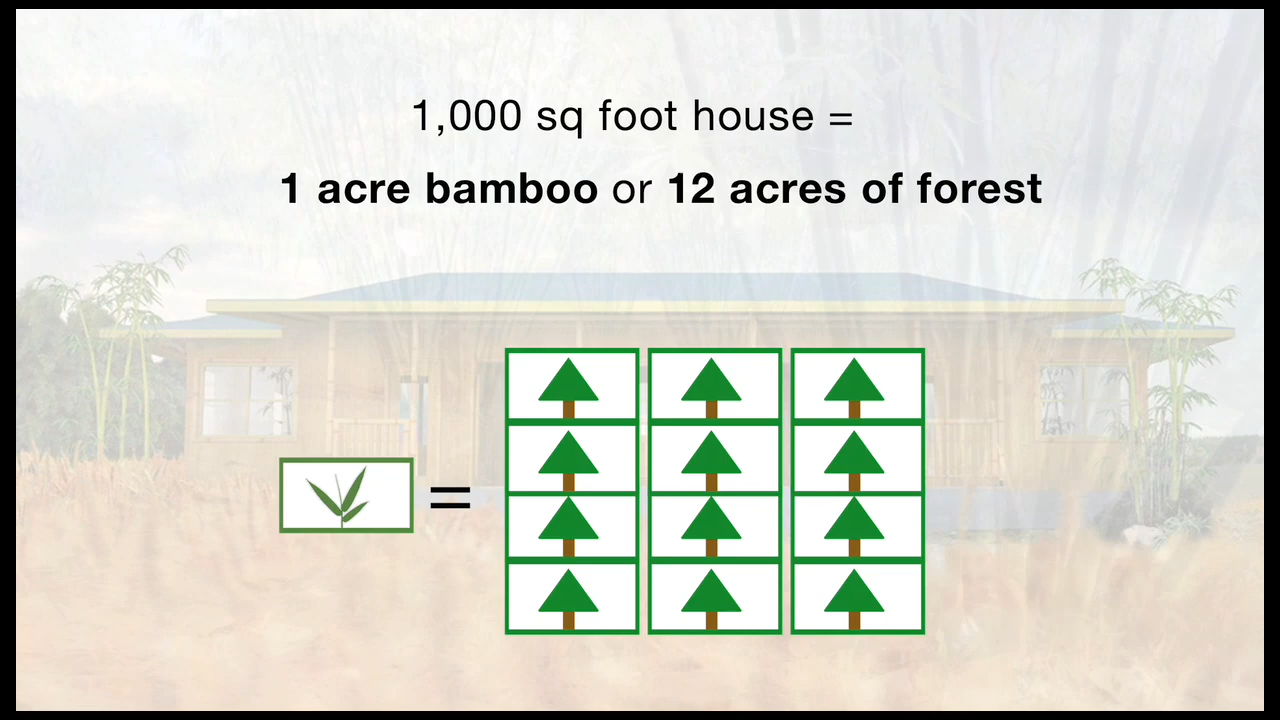 1,000 sq foot house =
1 acre bamboo or 12 acres of forest
=